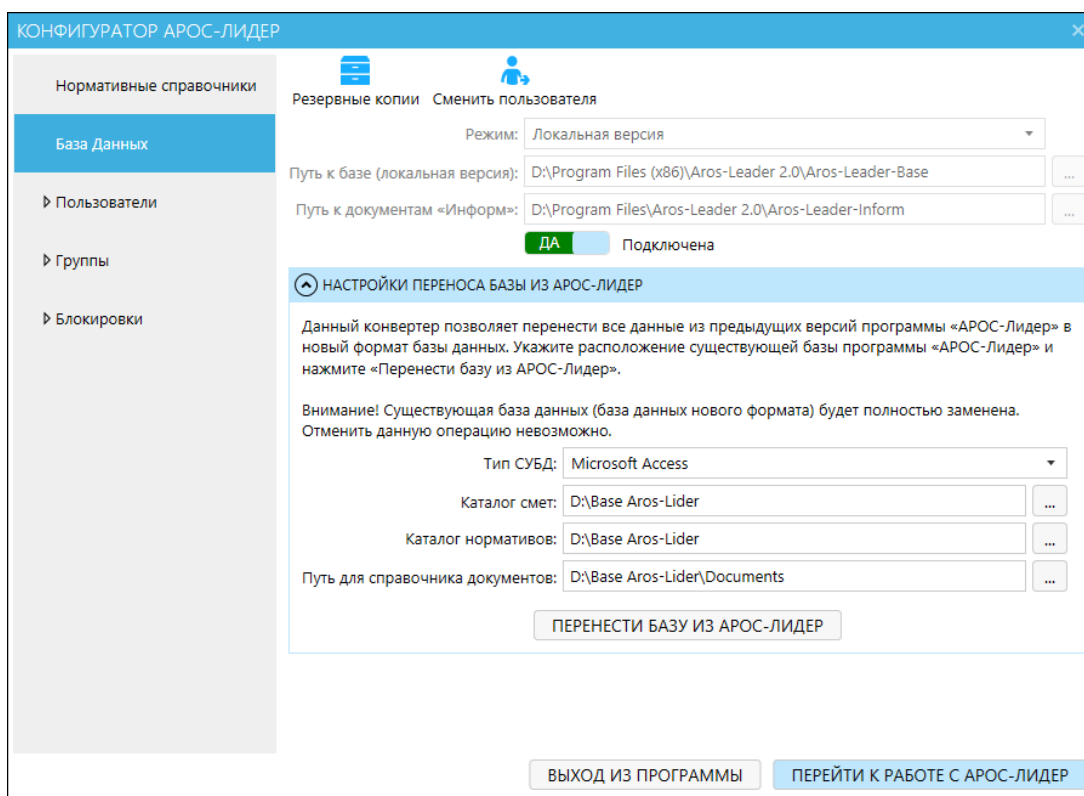 КОНФИГУРАТОР АРОС-ЛИДЕР
Нормативные справочники
База Данных
Пользователи
Группы
Блокировки
Резервные копии Сменить пользователя
Режим: Локальная версия
Путь к базе (локальная версия): D:\Program Files (x86)\Aros-Leader 2.0\Aros-Leader-Base ...
Путь к документам «Информ»: D:\Program Files\Aros-Leader 2.0\Aros-Leader-Inform ...
ДА Подключена
НАСТРОЙКИ ПЕРЕНОСА БАЗЫ ИЗ АРОС-ЛИДЕР
Данный конвертер позволяет перенести все данные из предыдущих версий программы «АРОС-Лидер» в
новый формат базы данных. Укажите расположение существующей базы программы «АРОС-Лидер» и
нажмите «Перенести базу из АРОС-Лидер».
Внимание! Существующая база данных (база данных нового формата) будет полностью заменена.
Отменить данную операцию невозможно.
Тип СУБД: Microsoft Access
Каталог смет: D:\Base Aros-Lider ...
Каталог нормативов: D:\Base Aros-Lider ...
Путь для справочника документов: D:\Base Aros-Lider\Documents ...
ПЕРЕНЕСТИ БАЗУ ИЗ АРОС-ЛИДЕР
ВЫХОД ИЗ ПРОГРАММЫ ПЕРЕЙТИ К РАБОТЕ С АРОС-ЛИДЕР